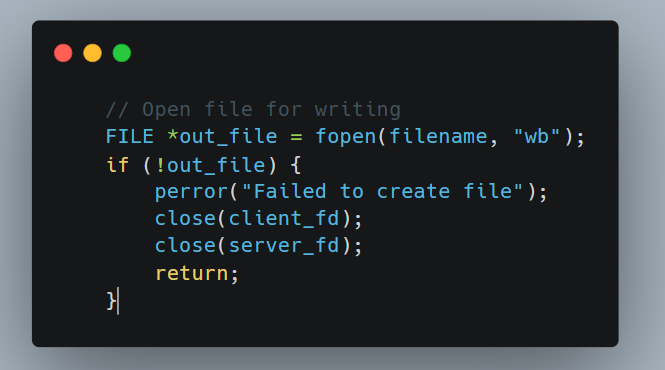 // Open file for writing
FILE *out_file = fopen(filename, "wb");
if (!out_file) {
    perror("Failed to create file");
    close(client_fd);
    close(server_fd);
    return;
}